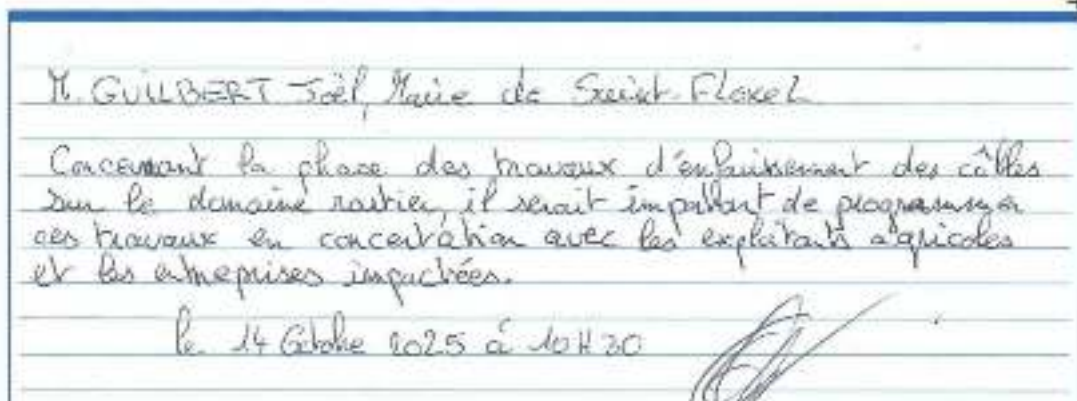 M. GUILBERT Joël, Maire de Saint-Floxel
Concernant la phase des travaux d'enfouissement des câbles
sur le domaine routier, il serait important de programmer
ces travaux en concertation avec les exploitants agricoles
et les entreprises impactées.
le 14 Octobre 2025 à 10H30